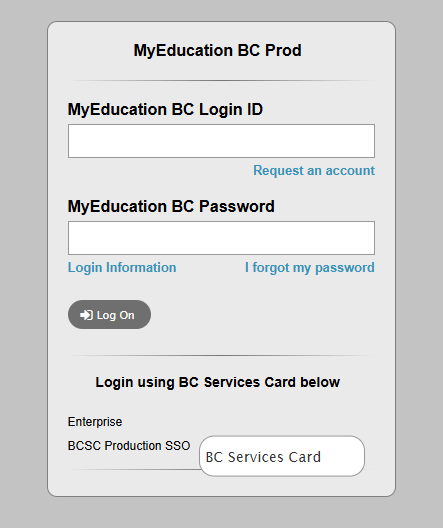 MyEducation BC Prod
MyEducation BC Login ID
Request an account
MyEducation BC Password
Login Information I forgot my password
Log On
Login using BC Services Card below
Enterprise
BCSC Production SSO BC Services Card